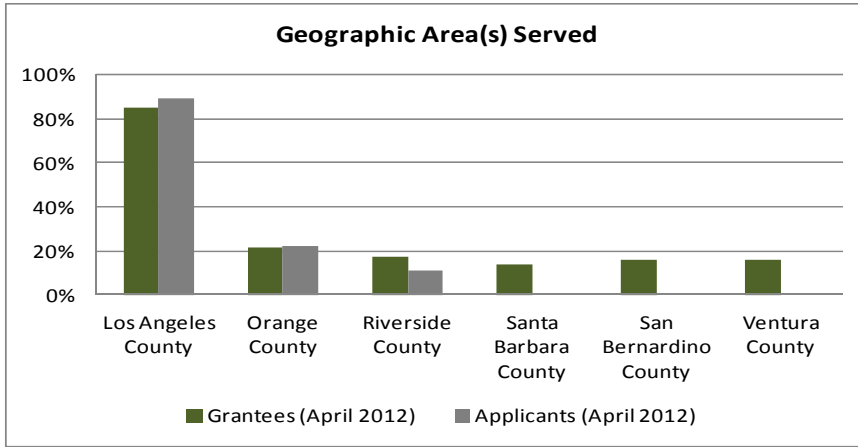 Geographic Area(s) Served
100%
80%
60%
40%
20%
0%
Los Angeles County
Orange County
Riverside County
Santa Barbara County
San Bernardino County
Ventura County
Grantees (April 2012)
Applicants (April 2012)